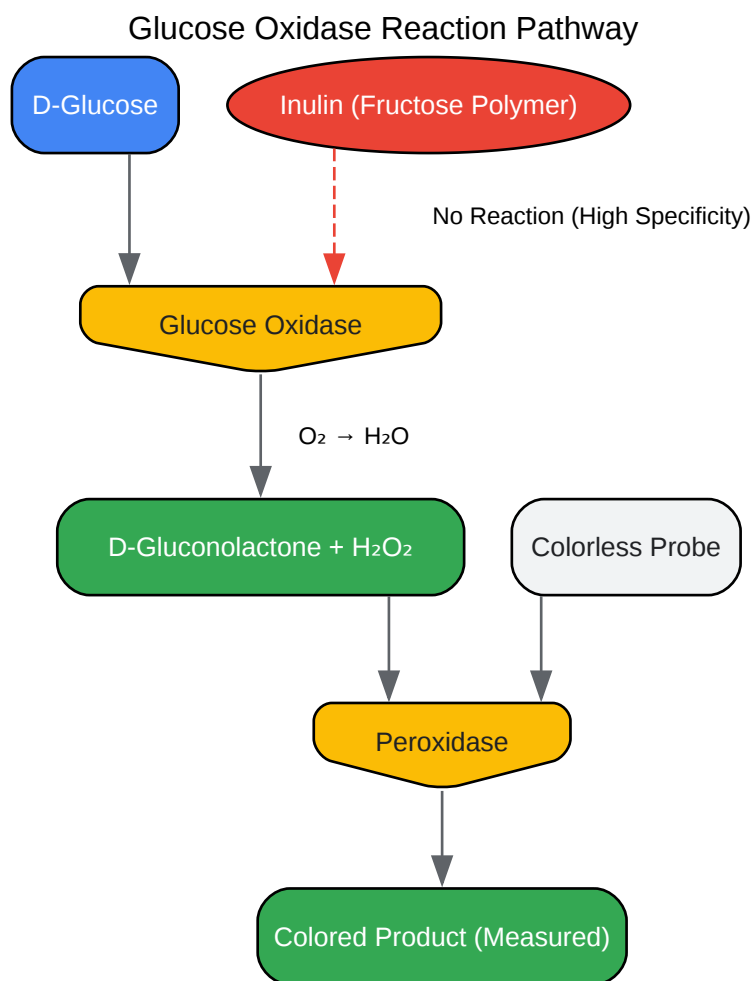 Glucose Oxidase Reaction Pathway
D-Glucose
Inulin (Fructose Polymer)
No Reaction (High Specificity)
Glucose Oxidase
O₂ → H₂O
D-Gluconolactone + H₂O₂
Colorless Probe
Peroxidase
Colored Product (Measured)